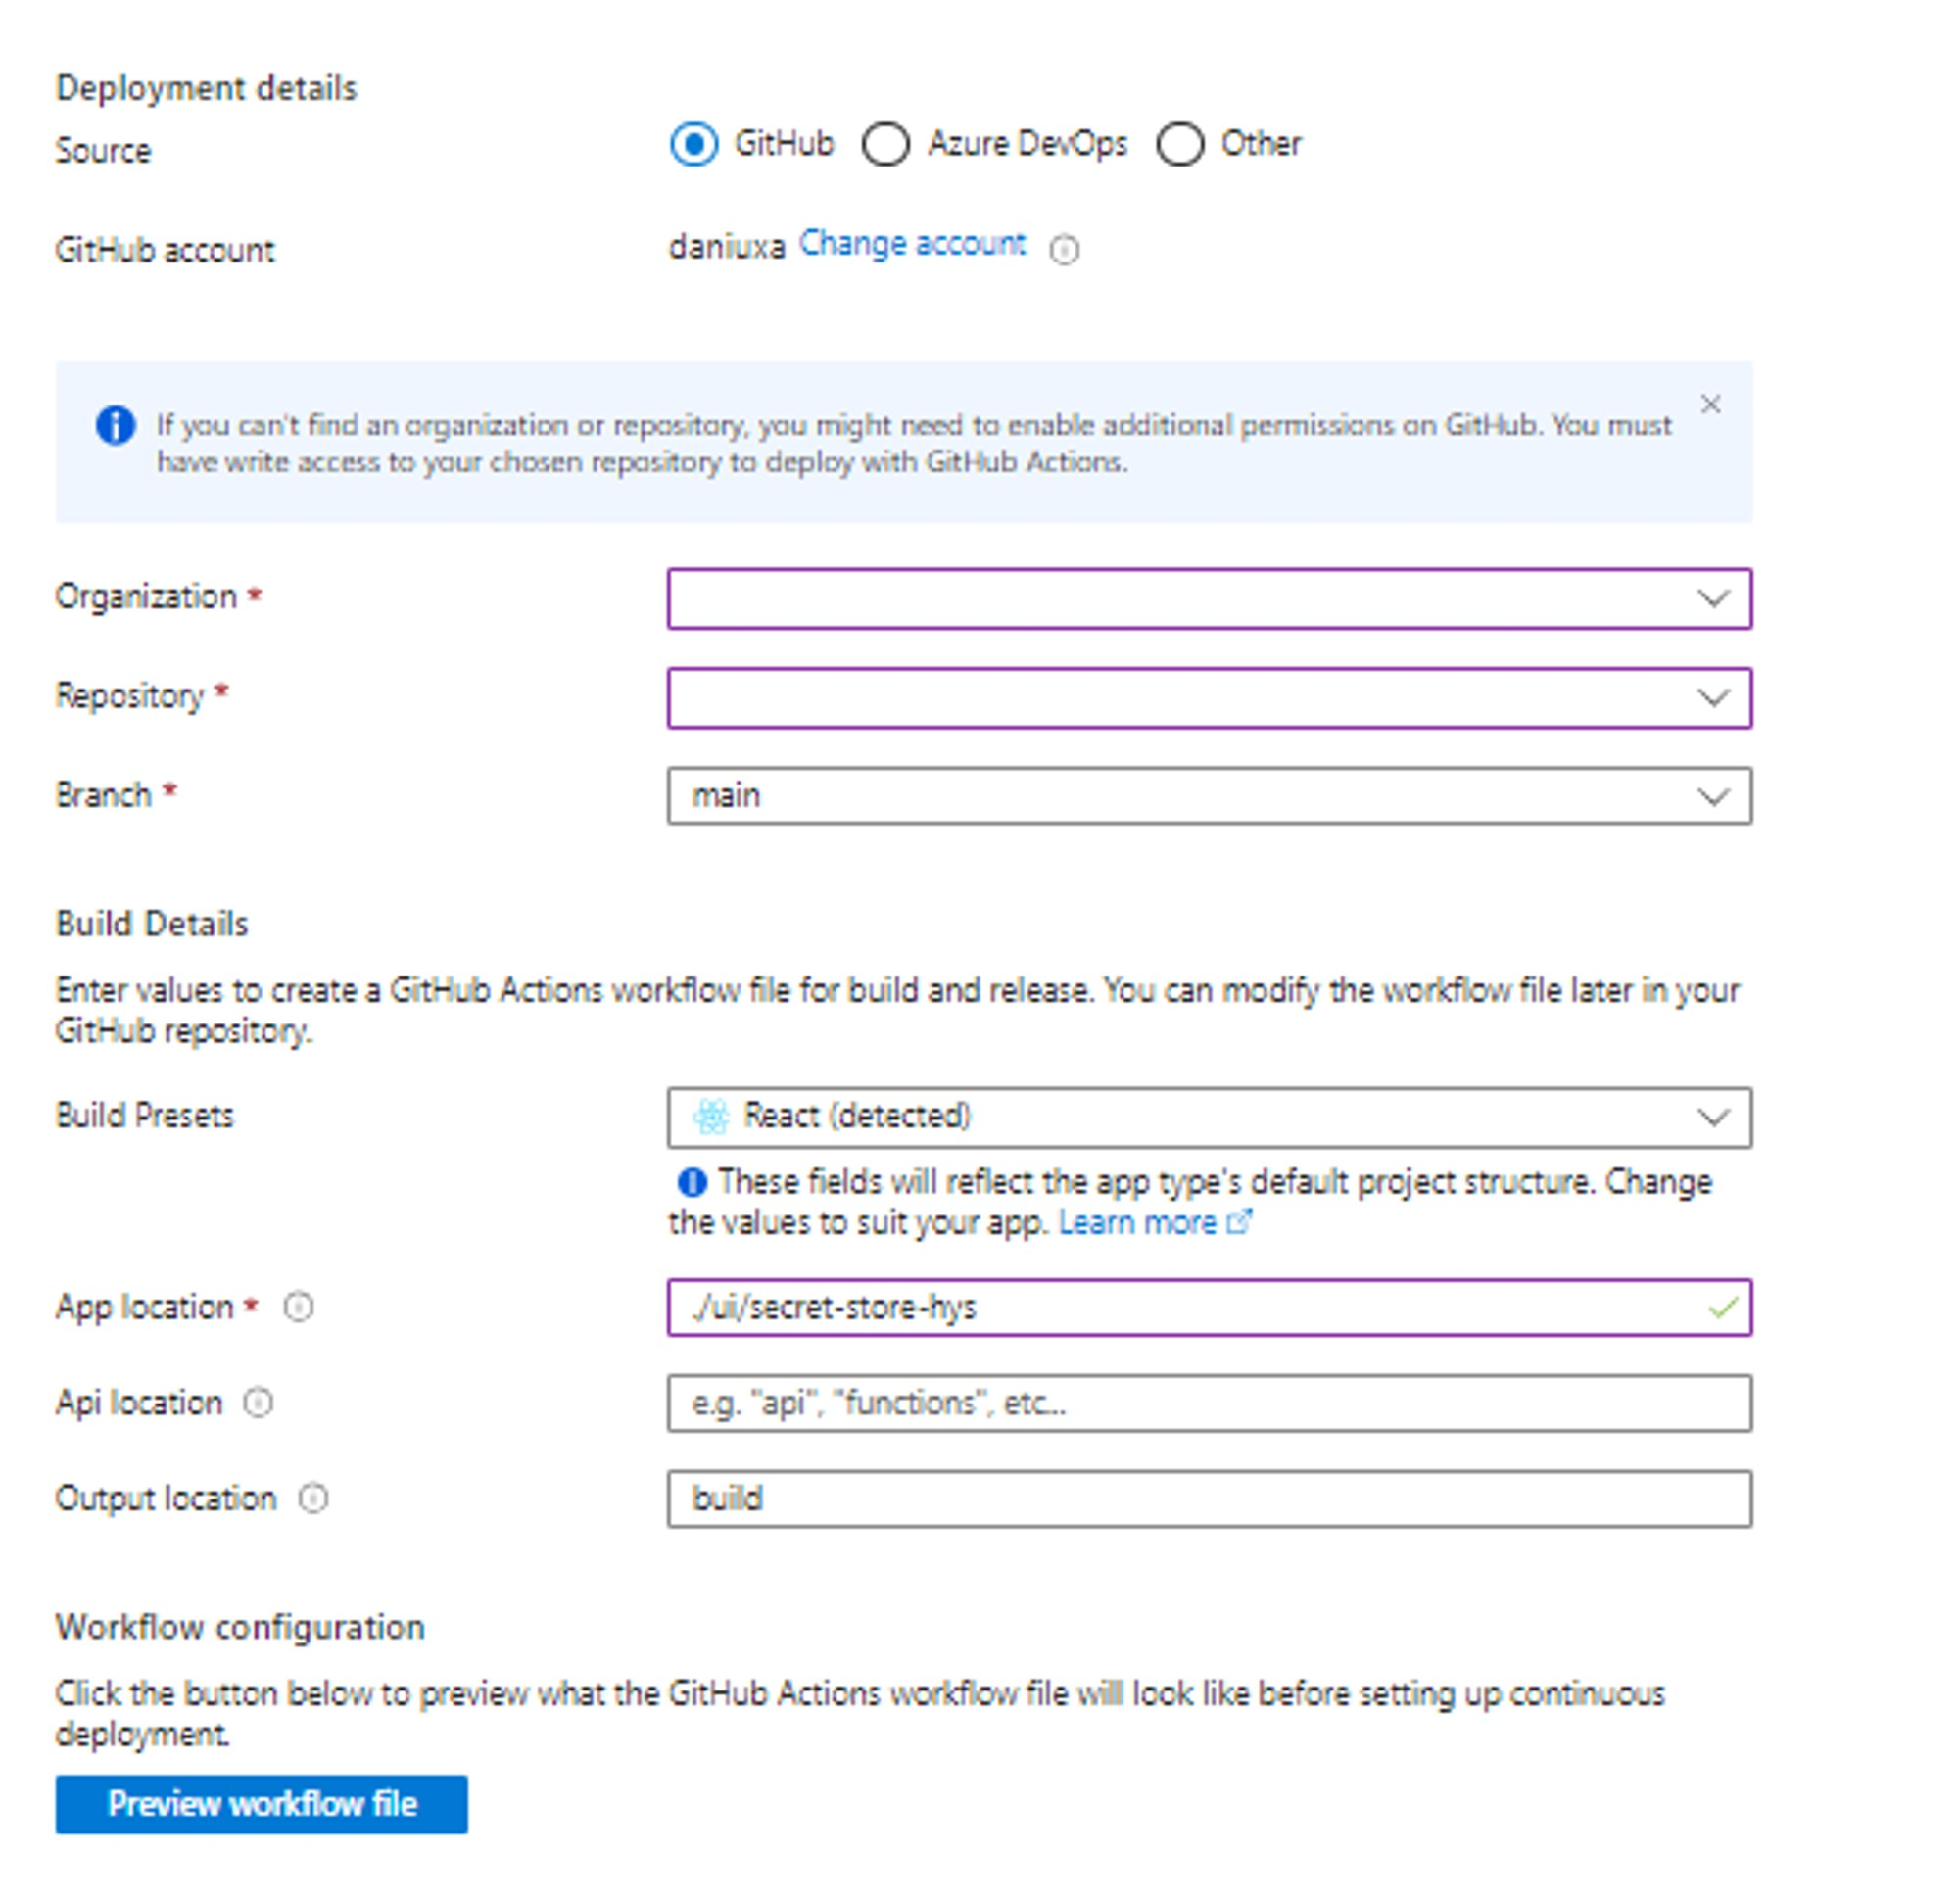 Deployment details
Source GitHub Azure DevOps Other
GitHub account daniuxa Change account
If you can't find an organization or repository, you might need to enable additional permissions on GitHub. You must
have write access to your chosen repository to deploy with GitHub Actions.
Organization *
Repository *
Branch * main
Build Details
Enter values to create a GitHub Actions workflow file for build and release. You can modify the workflow file later in your
GitHub repository.
Build Presets React (detected)
These fields will reflect the app type's default project structure. Change
the values to suit your app. Learn more
App location * ./ui/secret-store-hys
Api location e.g. "api", "functions", etc...
Output location build
Workflow configuration
Click the button below to preview what the GitHub Actions workflow file will look like before setting up continuous
deployment.
Preview workflow file